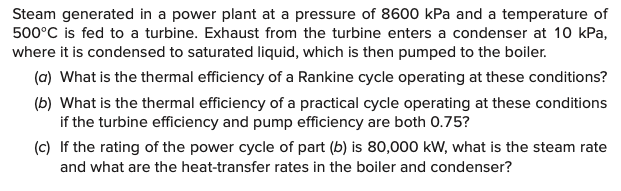 Steam generated in a power plant at a pressure of 8600 kPa and a temperature of
500°C is fed to a turbine. Exhaust from the turbine enters a condenser at 10 kPa,
where it is condensed to saturated liquid, which is then pumped to the boiler.
(a) What is the thermal efficiency of a Rankine cycle operating at these conditions?
(b) What is the thermal efficiency of a practical cycle operating at these conditions
if the turbine efficiency and pump efficiency are both 0.75?
(c) If the rating of the power cycle of part (b) is 80,000 kW, what is the steam rate
and what are the heat-transfer rates in the boiler and condenser?